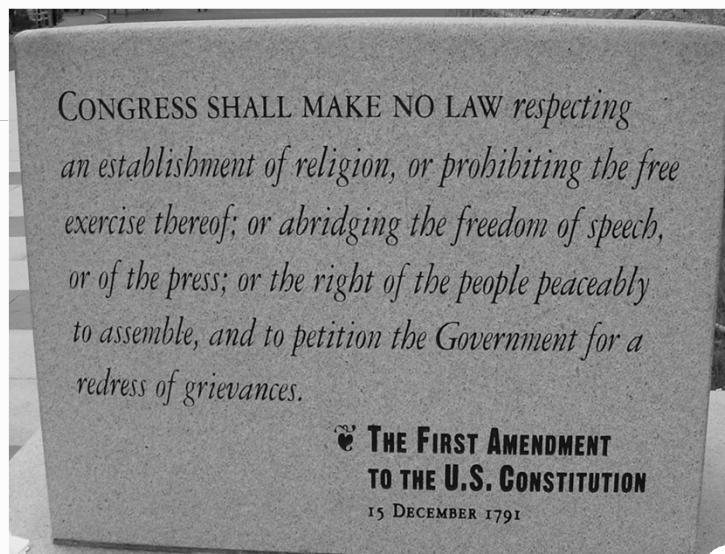 CONGRESS SHALL MAKE NO LAW respecting
an establishment of religion, or prohibiting the free
exercise thereof; or abridging the freedom of speech,
or of the press; or the right of the people peaceably
to assemble, and to petition the Government for a
redress of grievances.
❦ THE FIRST AMENDMENT
TO THE U.S. CONSTITUTION
15 DECEMBER 1791